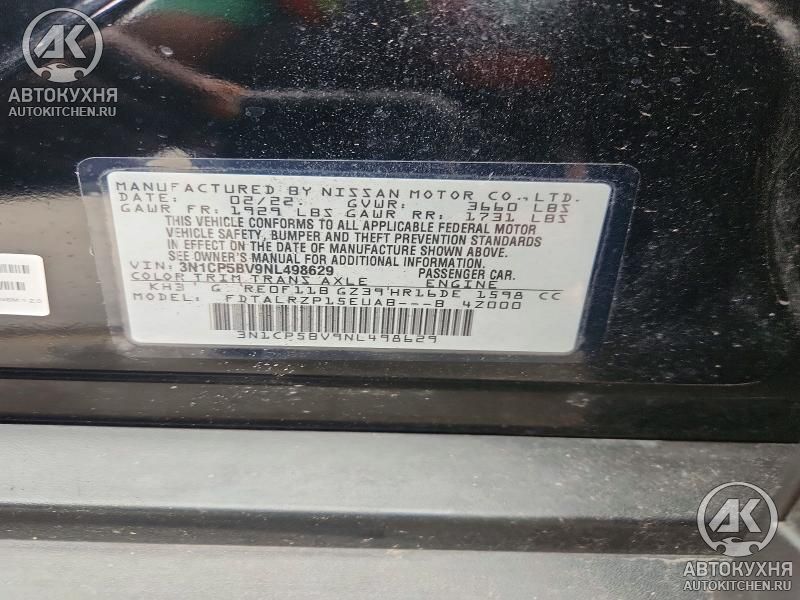 АК
АВТОКУХНЯ
AUTOKITCHEN.RU
MANUFACTURED BY NISSAN MOTOR CO., LTD.
DATE: 02/22 GVWR: 3660 LBS
GAWR FR: 1929 LBS GAWR RR: 1731 LBS
THIS VEHICLE CONFORMS TO ALL APPLICABLE FEDERAL MOTOR
VEHICLE SAFETY, BUMPER AND THEFT PREVENTION STANDARDS
IN EFFECT ON THE DATE OF MANUFACTURE SHOWN ABOVE.
SEE OWNER'S MANUAL FOR ADDITIONAL INFORMATION
VIN: 3N1CP5BV9NL498629 PASSENGER CAR.
COLOR TRIM TRANS AXLE ENGINE
KH3 G RE0F11B GZ39 HR16DE 1598 CC
MODEL: FDTALRZP15EUAB---B 4Z000
3N1CP5BV9NL498629
АК
АВТОКУХНЯ
AUTOKITCHEN.RU